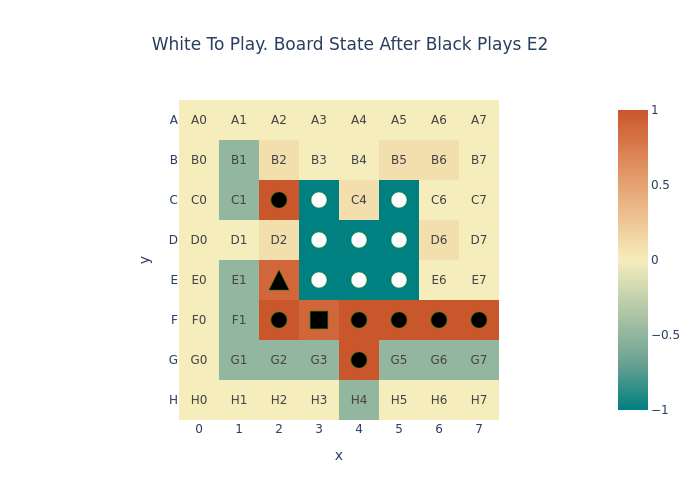 White To Play. Board State After Black Plays E2
A A0 A1 A2 A3 A4 A5 A6 A7
B B0 B1 B2 B3 B4 B5 B6 B7
C C0 C1 C4 C6 C7
D D0 D1 D2 D6 D7
E E0 E1 E6 E7
F F0 F1
G G0 G1 G2 G3 G5 G6 G7
H H0 H1 H2 H3 H4 H5 H6 H7
0 1 2 3 4 5 6 7
x
y
1
0.5
0
−0.5
−1